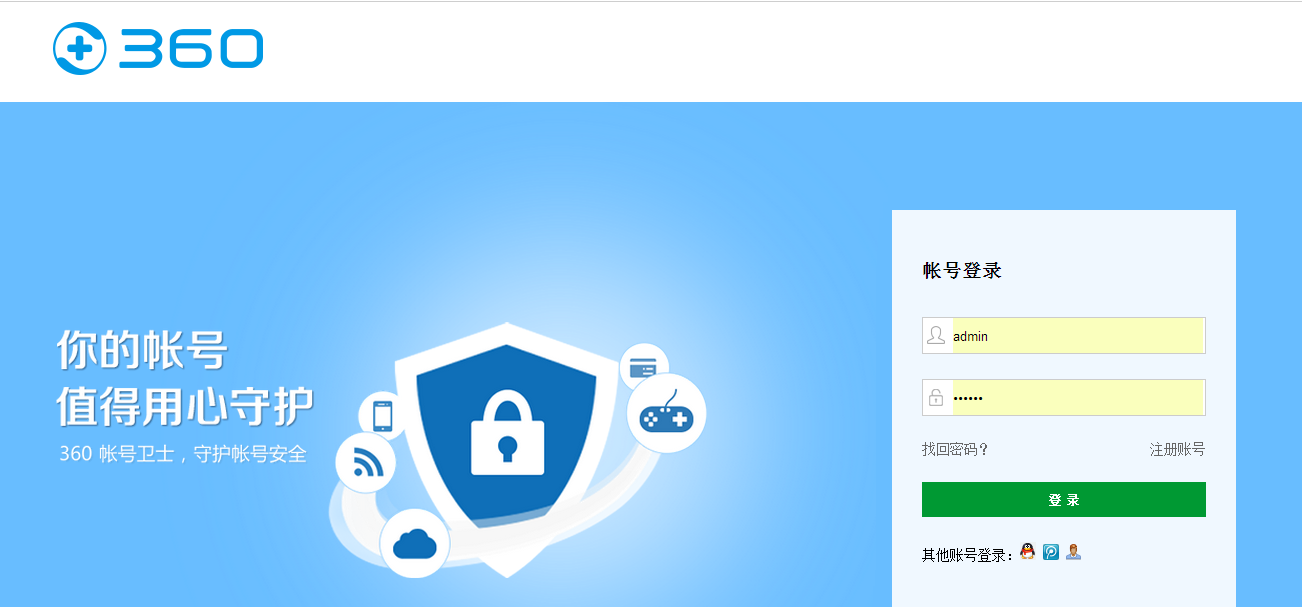 360
你的帐号
值得用心守护
360 帐号卫士，守护帐号安全
帐号登录
admin
••••••
找回密码？
注册账号
登 录
其他账号登录：